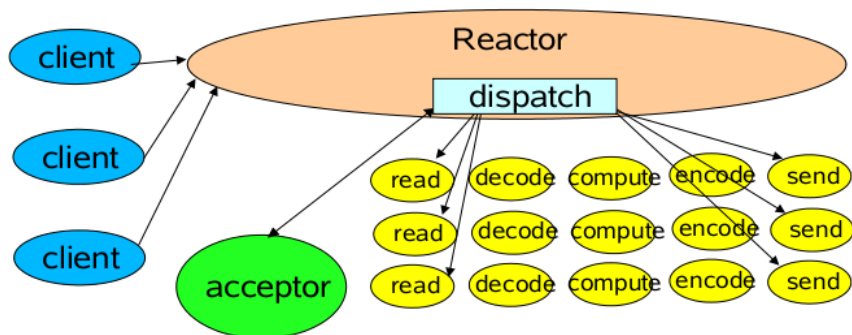 Reactor
client
dispatch
client
read decode compute encode send
client
read decode compute encode send
acceptor
read decode compute encode send